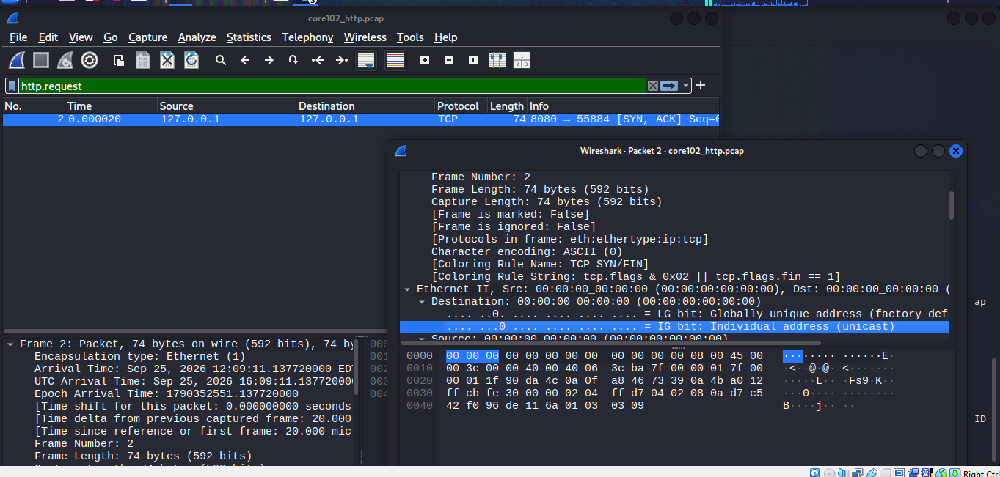 core102_http.pcap
File Edit View Go Capture Analyze Statistics Telephony Wireless Tools Help
http.request
No. Time Source Destination Protocol Length Info
2 0.000020 127.0.0.1 127.0.0.1 TCP 74 8080 → 55884 [SYN, ACK] Seq=0
Wireshark · Packet 2 · core102_http.pcap
Frame Number: 2
Frame Length: 74 bytes (592 bits)
Capture Length: 74 bytes (592 bits)
[Frame is marked: False]
[Frame is ignored: False]
[Protocols in frame: eth:ethertype:ip:tcp]
Character encoding: ASCII (0)
[Coloring Rule Name: TCP SYN/FIN]
[Coloring Rule String: tcp.flags & 0x02 || tcp.flags.fin == 1]
Ethernet II, Src: 00:00:00_00:00:00 (00:00:00:00:00:00), Dst: 00:00:00_00:00:00 (
Destination: 00:00:00_00:00:00 (00:00:00:00:00:00)
.... ..0. .... .... .... .... = LG bit: Globally unique address (factory def
.... ...0 .... .... .... .... = IG bit: Individual address (unicast)
Source: 00:00:00_00:00:00 (00:00:00:00:00:00)
0000 00 00 00 00 00 00 00 00 00 00 00 00 08 00 45 00 ········ ······E·
0010 00 3c 00 00 40 00 40 06 3c ba 7f 00 00 01 7f 00 ·<··@·@· <·······
0020 00 01 1f 90 da 4c 0a 0f a8 46 73 39 0a 4b a0 12 ·····L·· ·Fs9·K··
0030 ff cb fe 30 00 00 02 04 ff d7 04 02 08 0a d7 c5 ···0···· ········
0040 42 f0 96 de 11 6a 01 03 03 09 B····j·· ··
Frame 2: Packet, 74 bytes on wire (592 bits), 74 by
Encapsulation type: Ethernet (1)
Arrival Time: Sep 25, 2026 12:09:11.137720000 EDT
UTC Arrival Time: Sep 25, 2026 16:09:11.137720000
Epoch Arrival Time: 1790352551.137720000
[Time shift for this packet: 0.000000000 seconds
[Time delta from previous captured frame: 20.000
[Time since reference or first frame: 20.000 mic
Frame Number: 2
Frame Length: 74 bytes (592 bits)
000
001
002
003
004
ap
ID
Right Ctrl